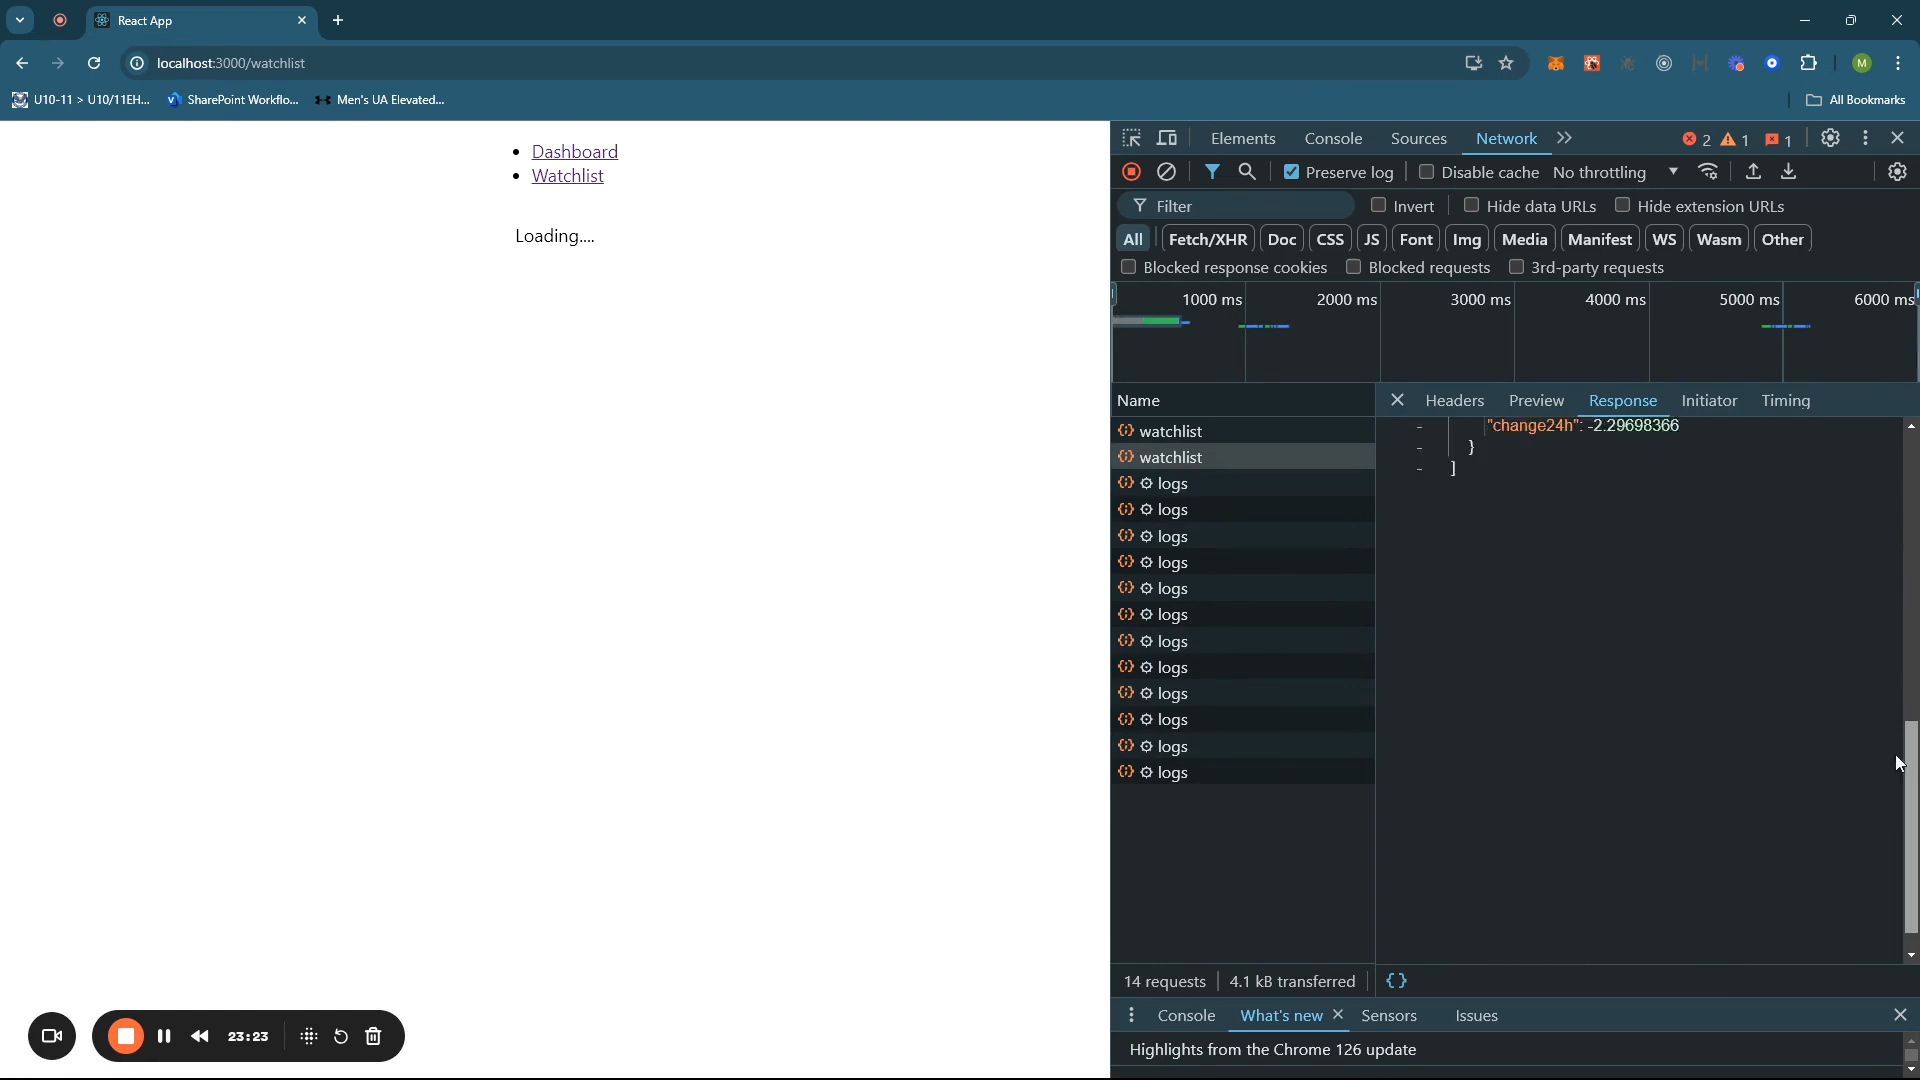 React App
localhost:3000/watchlist
M
U10-11 > U10/11EH...
SharePoint Workflo...
Men's UA Elevated...
All Bookmarks
Dashboard
Watchlist
Loading....
Elements
Console
Sources
Network
2
1
1
Preserve log
Disable cache
No throttling
Filter
Invert
Hide data URLs
Hide extension URLs
All
Fetch/XHR
Doc
CSS
JS
Font
Img
Media
Manifest
WS
Wasm
Other
Blocked response cookies
Blocked requests
3rd-party requests
1000 ms
2000 ms
3000 ms
4000 ms
5000 ms
6000 ms
Name
Headers
Preview
Response
Initiator
Timing
watchlist
watchlist
logs
logs
logs
logs
logs
logs
logs
logs
logs
logs
logs
logs
- "change24h": -2.29698366
- }
- ]
14 requests
4.1 kB transferred
{ }
Console
What's new
Sensors
Issues
Highlights from the Chrome 126 update
23:23